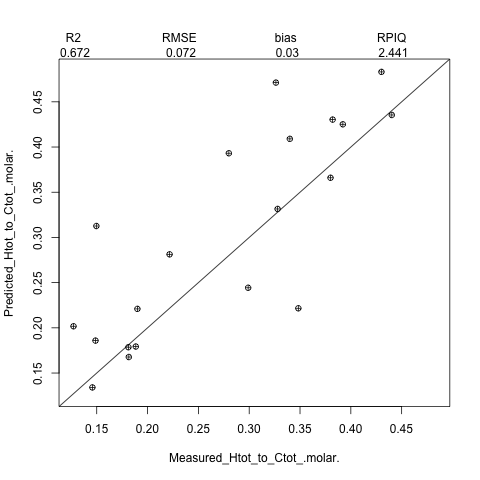 R2 RMSE bias RPIQ
0.672 0.072 0.03 2.441
0.45
0.40
0.35
0.30
0.25
0.20
0.15
Predicted_Htot_to_Ctot_.molar.
0.15 0.20 0.25 0.30 0.35 0.40 0.45
Measured_Htot_to_Ctot_.molar.